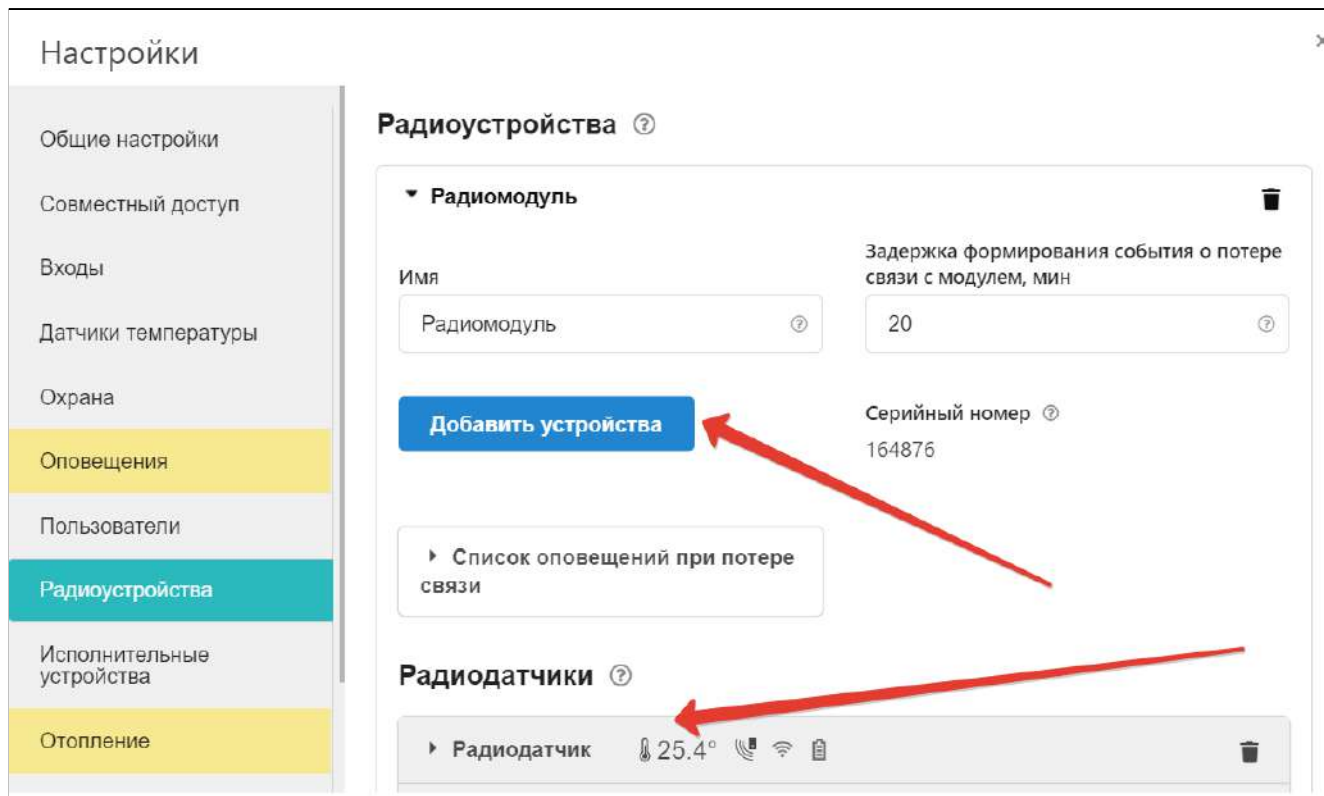 Настройки
Общие настройки
Совместный доступ
Входы
Датчики температуры
Охрана
Оповещения
Пользователи
Радиоустройства
Исполнительные
устройства
Отопление
Радиоустройства
Радиомодуль
Имя
Радиомодуль
Задержка формирования события о потере
связи с модулем, мин
20
Добавить устройства
Серийный номер
164876
Список оповещений при потере
связи
Радиодатчики
Радиодатчик 25.4°